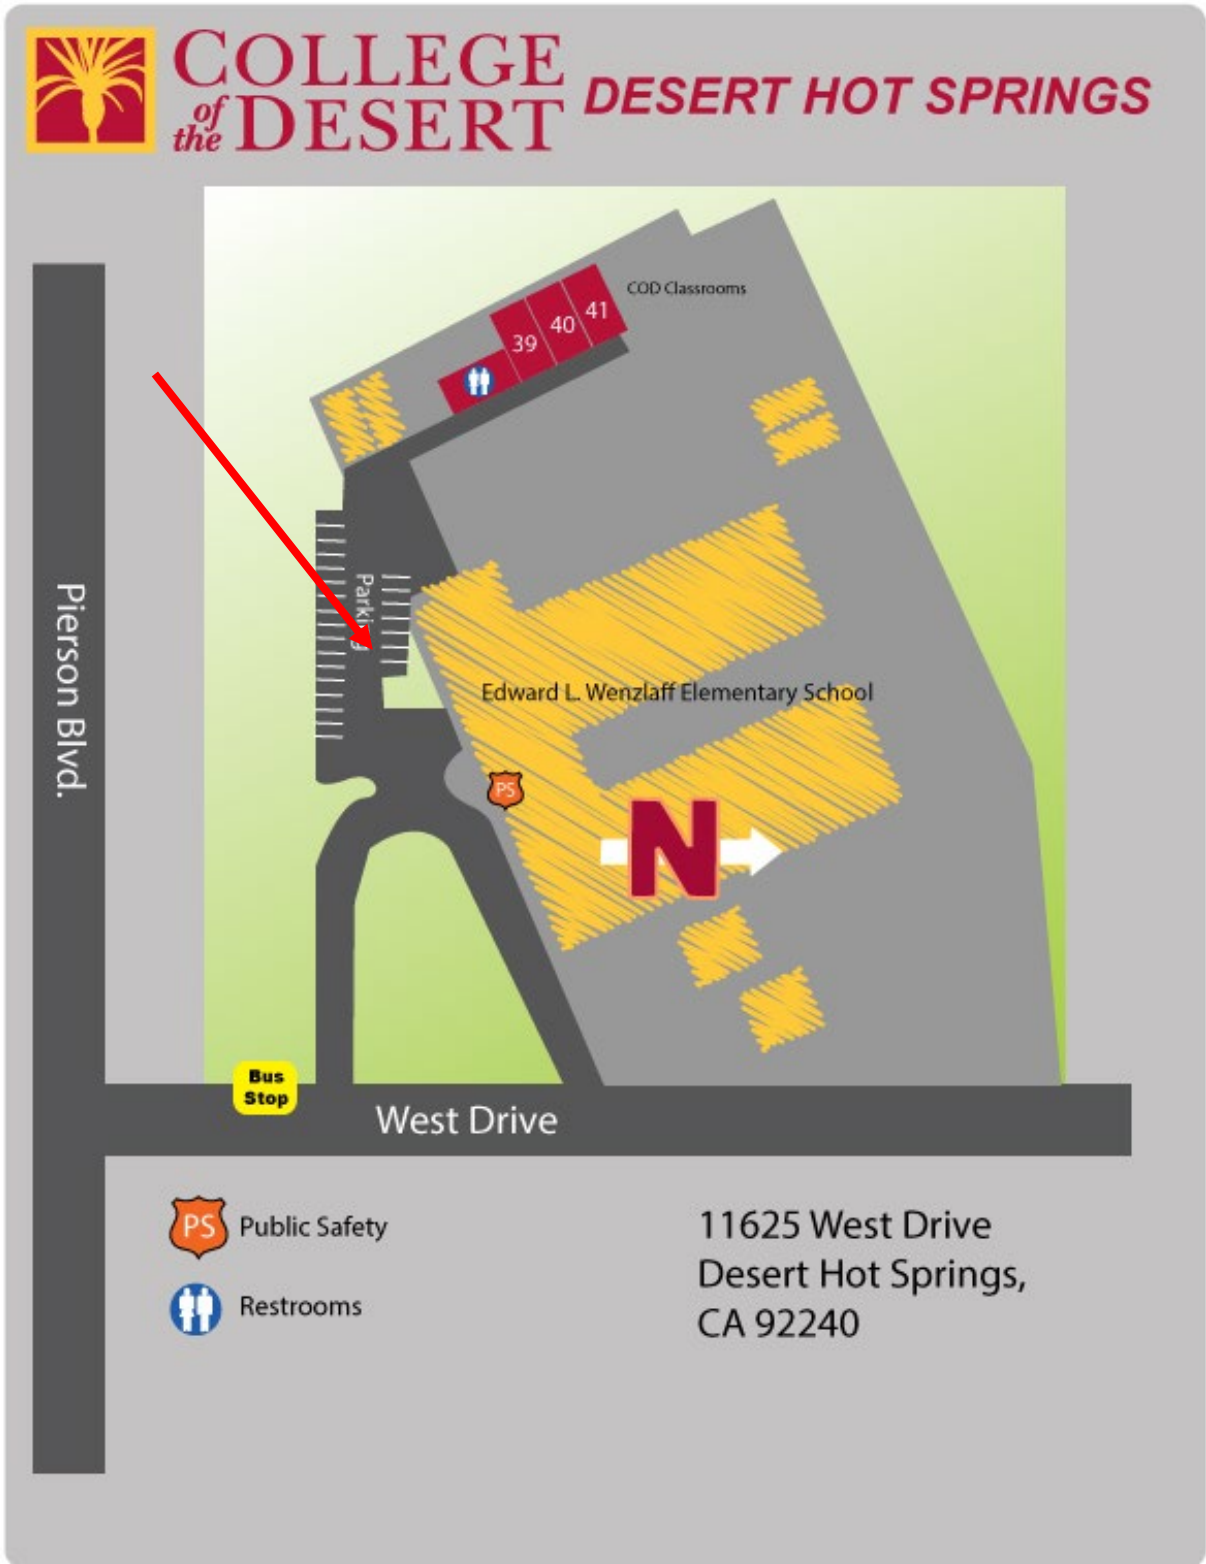 COLLEGE
of the DESERT
DESERT HOT SPRINGS
COD Classrooms
41
40
39
Parking
Pierson Blvd.
Edward L. Wenzlaff Elementary School
PS
N
Bus
Stop
West Drive
PS Public Safety
Restrooms
11625 West Drive
Desert Hot Springs,
CA 92240